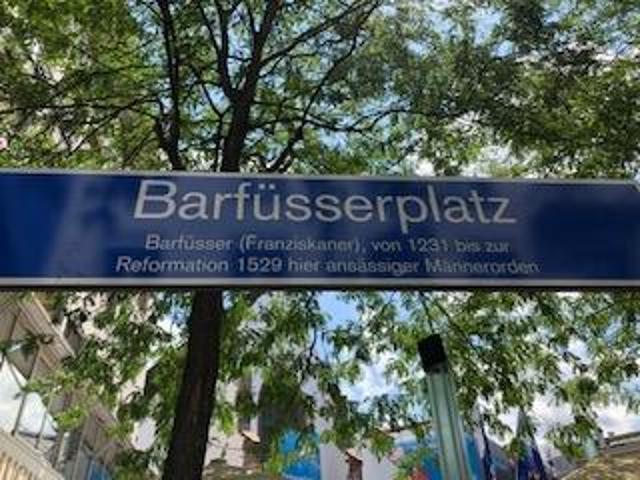 Barfüsserplatz
Barfüsser (Franziskaner), von 1231 bis zur
Reformation 1529 hier ansässiger Männerorden